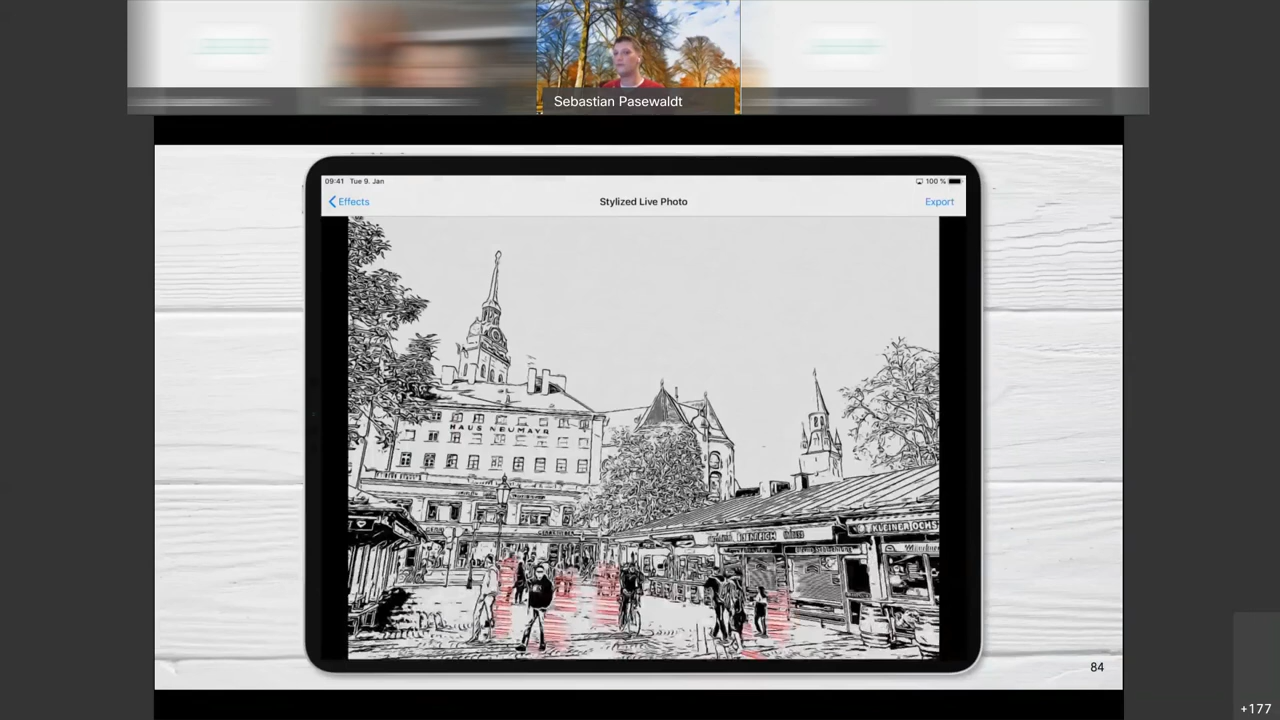 Sebastian Pasewaldt
09:41 Tue 9. Jan
100 %
Effects
Stylized Live Photo
Export
HAUS NEUMAYR
KLEINER OCHS
84
+177